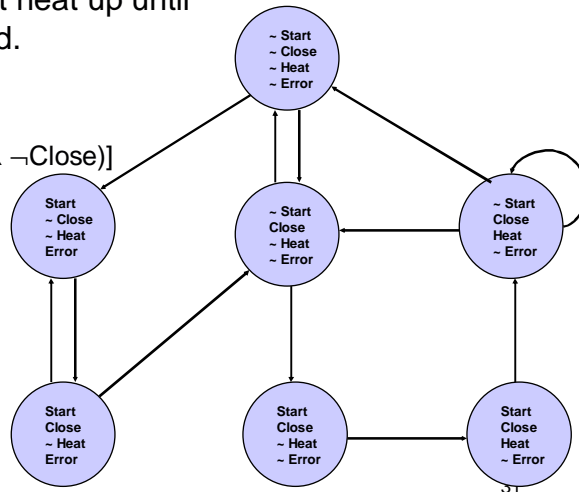 t heat up until
d.
¬Close)]
~ Start
~ Close
~ Heat
~ Error
Start
~ Close
~ Heat
Error
~ Start
Close
~ Heat
~ Error
~ Start
Close
Heat
~ Error
Start
Close
~ Heat
Error
Start
Close
~ Heat
~ Error
Start
Close
Heat
~ Error
31